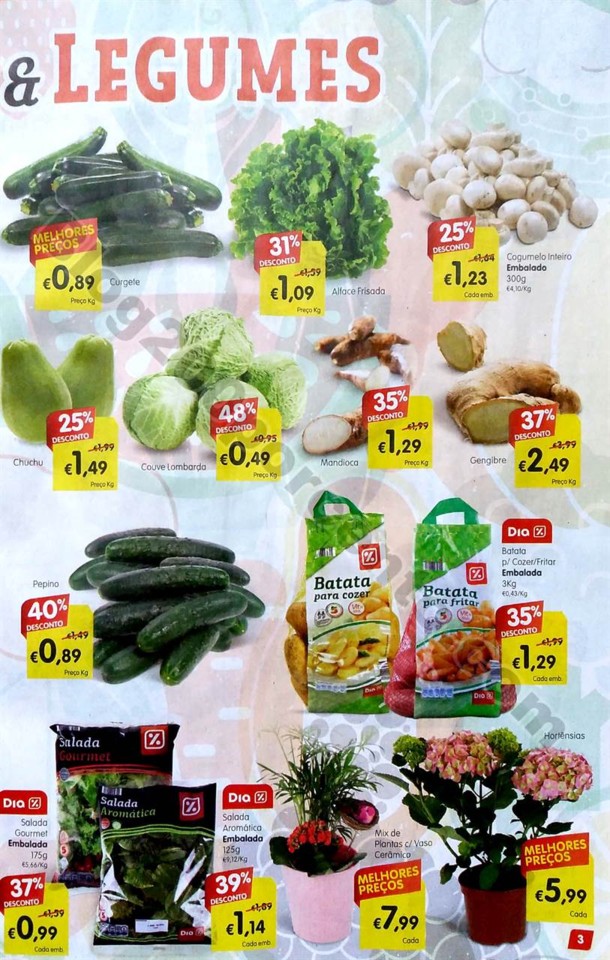 & LEGUMES
MELHORES
PREÇOS
€0,89
Preço Kg
Curgete
31%
DESCONTO
€1,59
€1,09
Preço Kg
Alface Frisada
25%
DESCONTO
€1,64
€1,23
Cada emb.
Cogumelo Inteiro
Embalado
300g
€4,10/Kg
Chuchu
25%
DESCONTO
€1,99
€1,49
Preço Kg
Couve Lombarda
48%
DESCONTO
€0,95
€0,49
Preço Kg
Mandioca
35%
DESCONTO
€1,99
€1,29
Preço Kg
Gengibre
37%
DESCONTO
€3,99
€2,49
Preço Kg
Pepino
40%
DESCONTO
€1,49
€0,89
Preço Kg
Batata
para cozer
Dia
Batata
para fritar
Dia
Dia %
Batata
p/ Cozer/Fritar
Embalada
3Kg
€0,43/Kg
35%
DESCONTO
€1,99
€1,29
Cada emb.
Salada
Gourmet
Salada
Aromática
Dia
Dia %
Salada
Gourmet
Embalada
175g
€5,66/Kg
37%
DESCONTO
€1,59
€0,99
Cada emb.
Dia %
Salada
Aromática
Embalada
125g
€9,12/Kg
39%
DESCONTO
€1,89
€1,14
Cada emb.
Mix de
Plantas c/ Vaso
Cerâmico
MELHORES
PREÇOS
€7,99
Cada
Hortênsias
MELHORES
PREÇOS
€5,99
Cada
3